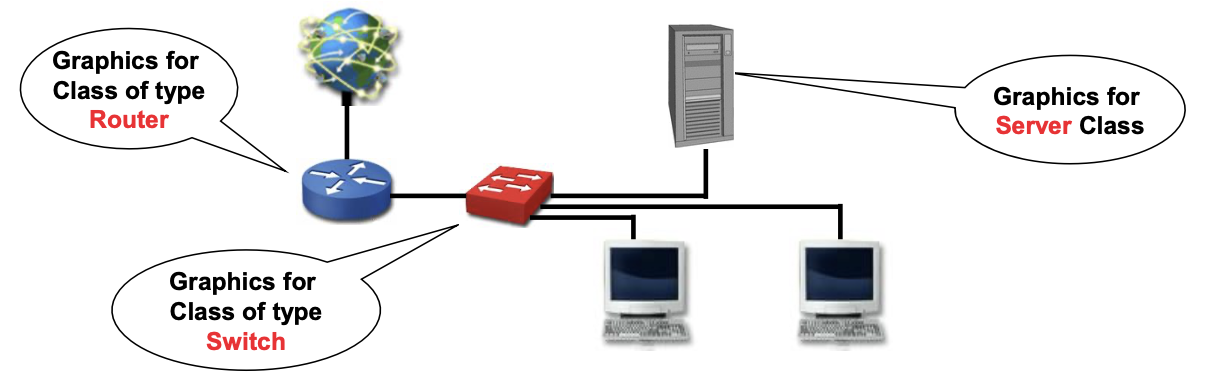 Graphics for
Class of type
Router
Graphics for
Server Class
Graphics for
Class of type
Switch